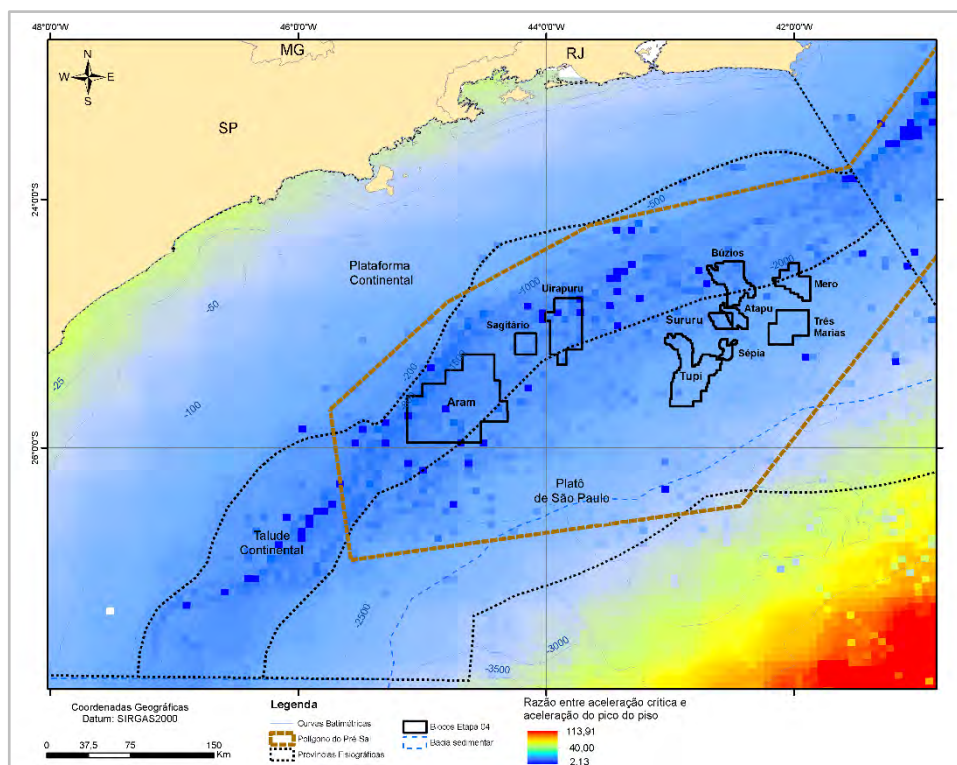 48°0'0"W
46°0'0"W
44°0'0"W
42°0'0"W
N
W E
S
MG
RJ
SP
24°0'0"S
-500
Plataforma
Continental
-50
-1000
Uirapuru
Búzios
-2000
Mero
Atapu
Sururu
Três
Marias
Sagitário
Sépia
-1500
-200
Tupi
-25
-100
Aram
26°0'0"S
Platô
de São Paulo
Talude
Continental
-2500
-3000
-3500
Coordenadas Geográficas
Datum: SIRGAS2000
0 37,5 75 150
Km
Legenda
Curvas Batimétricas
Polígono do Pré Sal
Províncias Fisiográficas
Blocos Etapa 04
Bacia sedimentar
Razão entre aceleração crítica e
aceleração do pico do piso
113,91
40,00
2,13